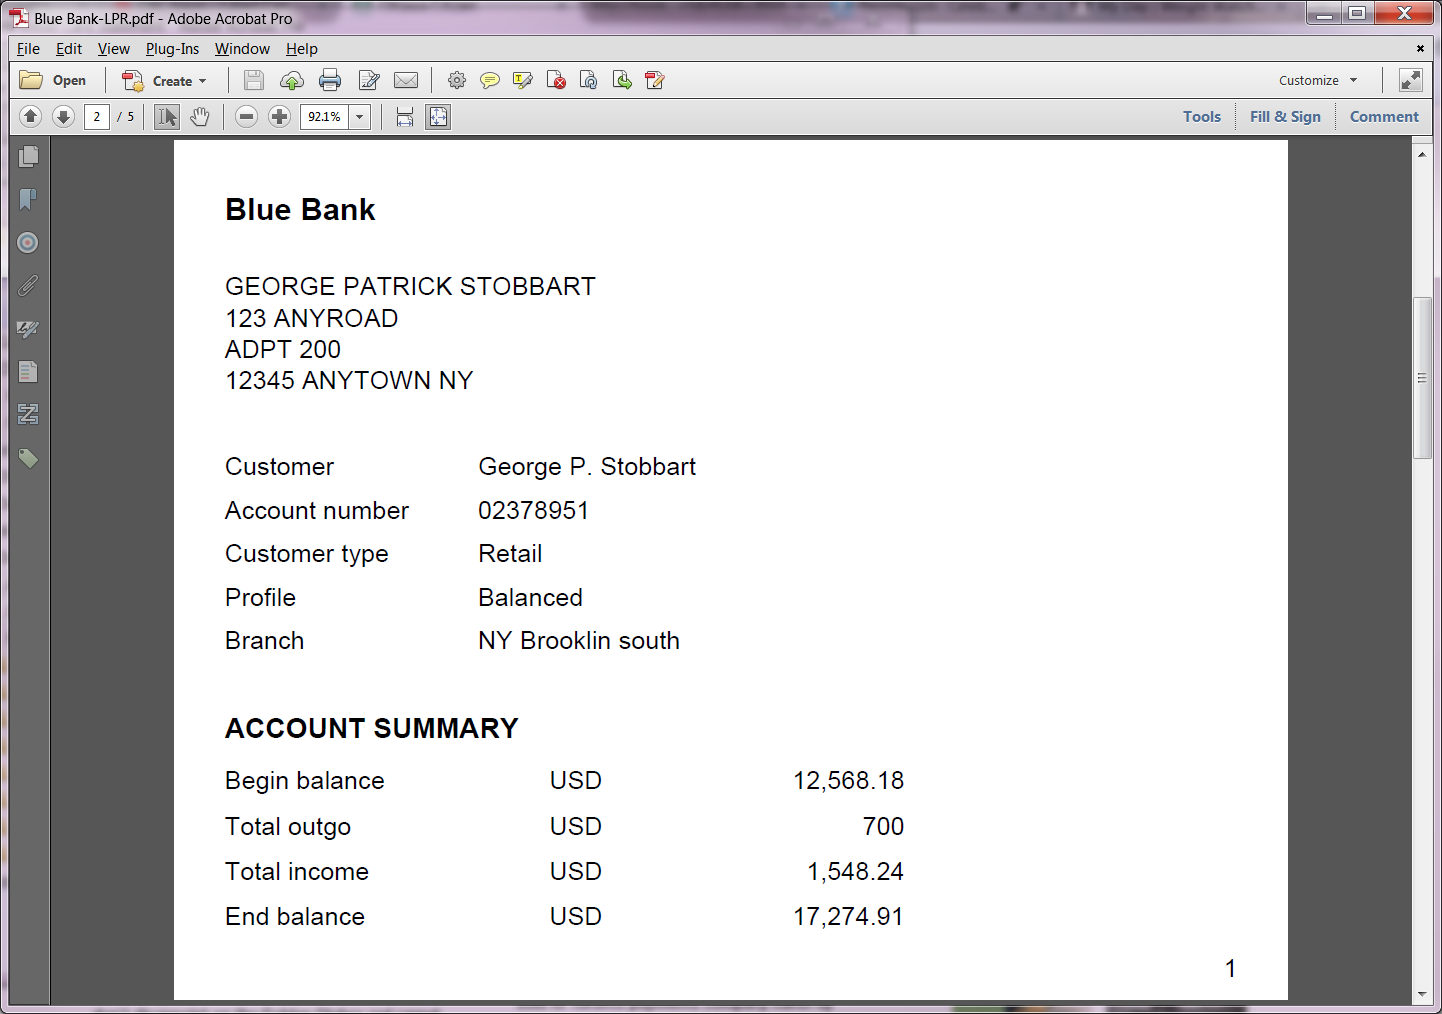 Blue Bank-LPR.pdf - Adobe Acrobat Pro
File Edit View Plug-Ins Window Help
Open Create Customize
2 / 5 92.1% Tools Fill & Sign Comment
Blue Bank
GEORGE PATRICK STOBBART
123 ANYROAD
ADPT 200
12345 ANYTOWN NY
Customer George P. Stobbart
Account number 02378951
Customer type Retail
Profile Balanced
Branch NY Brooklin south
ACCOUNT SUMMARY
Begin balance USD 12,568.18
Total outgo USD 700
Total income USD 1,548.24
End balance USD 17,274.91
1